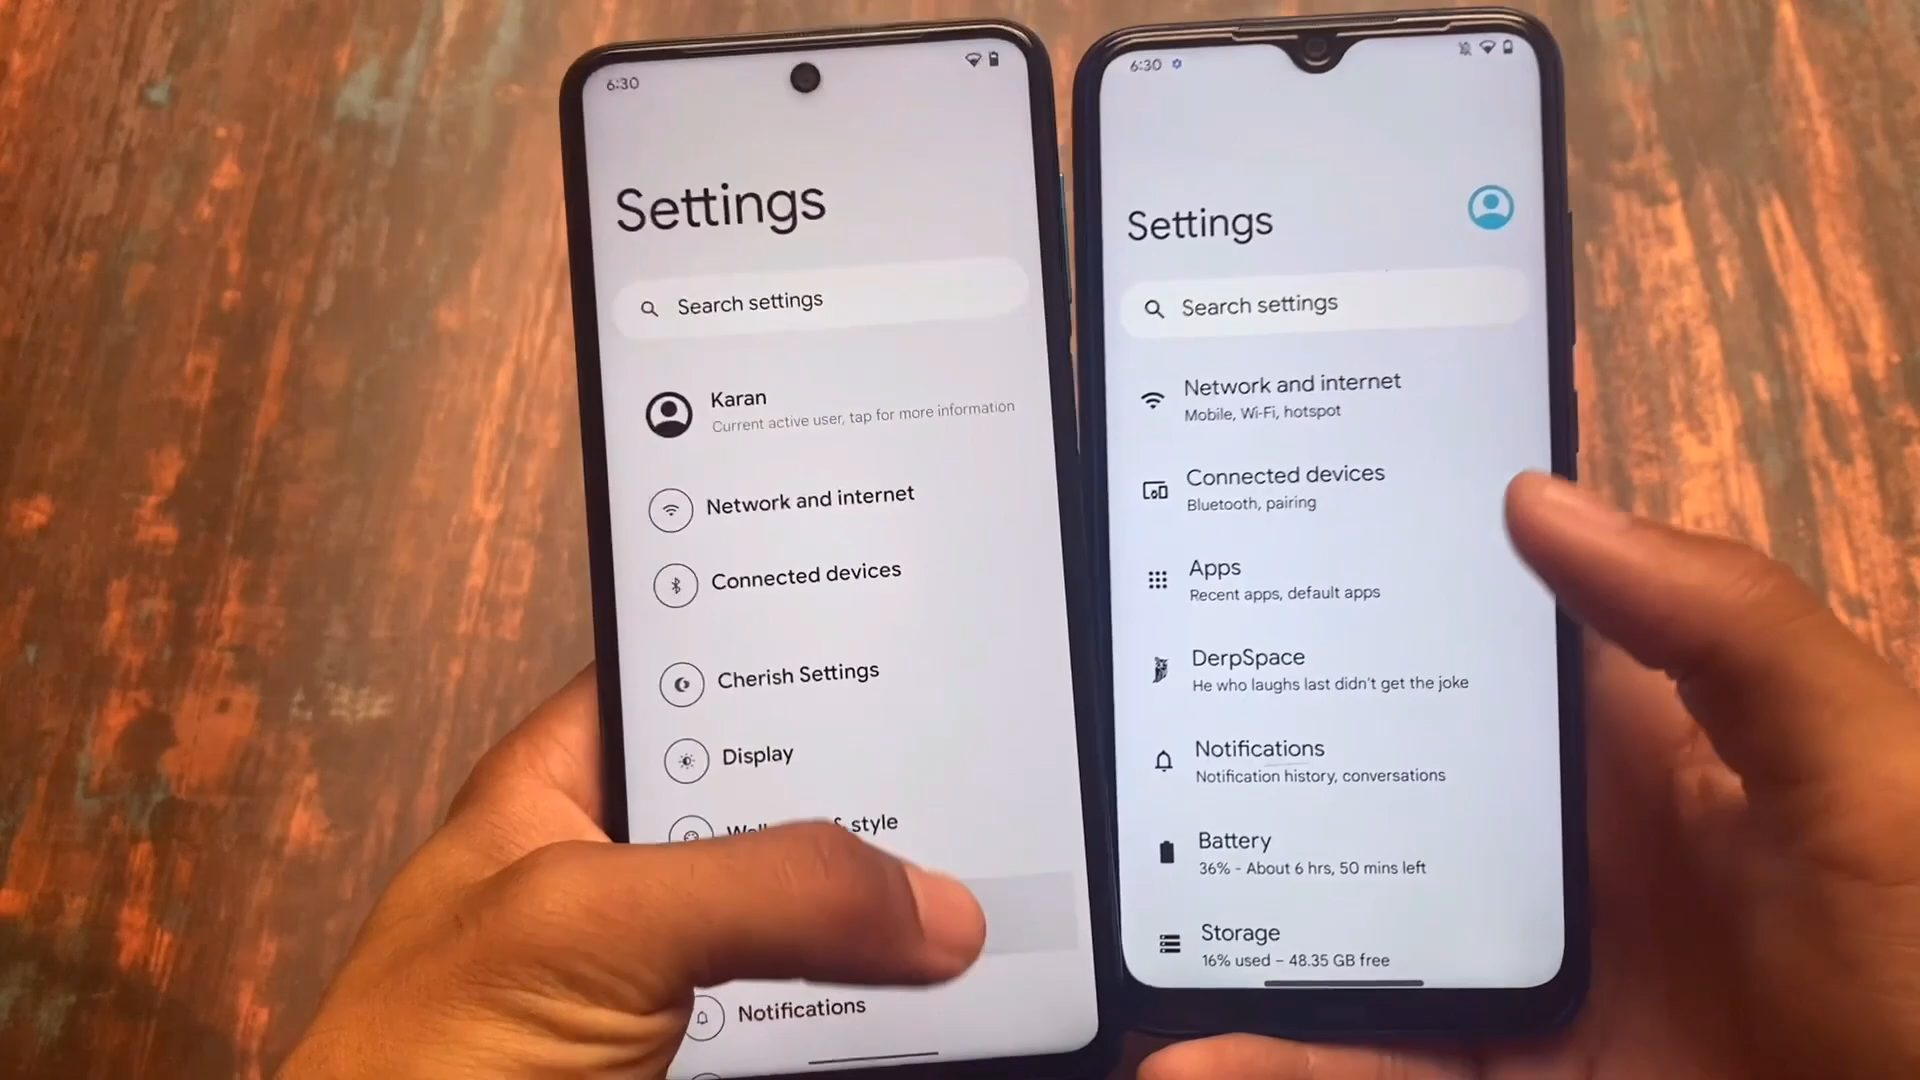 6:30
Settings
Search settings
Karan
Current active user, tap for more information
Network and internet
Connected devices
Cherish Settings
Display
& style
Notifications
6:30
Settings
Search settings
Network and internet
Mobile, Wi-Fi, hotspot
Connected devices
Bluetooth, pairing
Apps
Recent apps, default apps
DerpSpace
He who laughs last didn't get the joke
Notifications
Notification history, conversations
Battery
36% - About 6 hrs, 50 mins left
Storage
16% used – 48.35 GB free